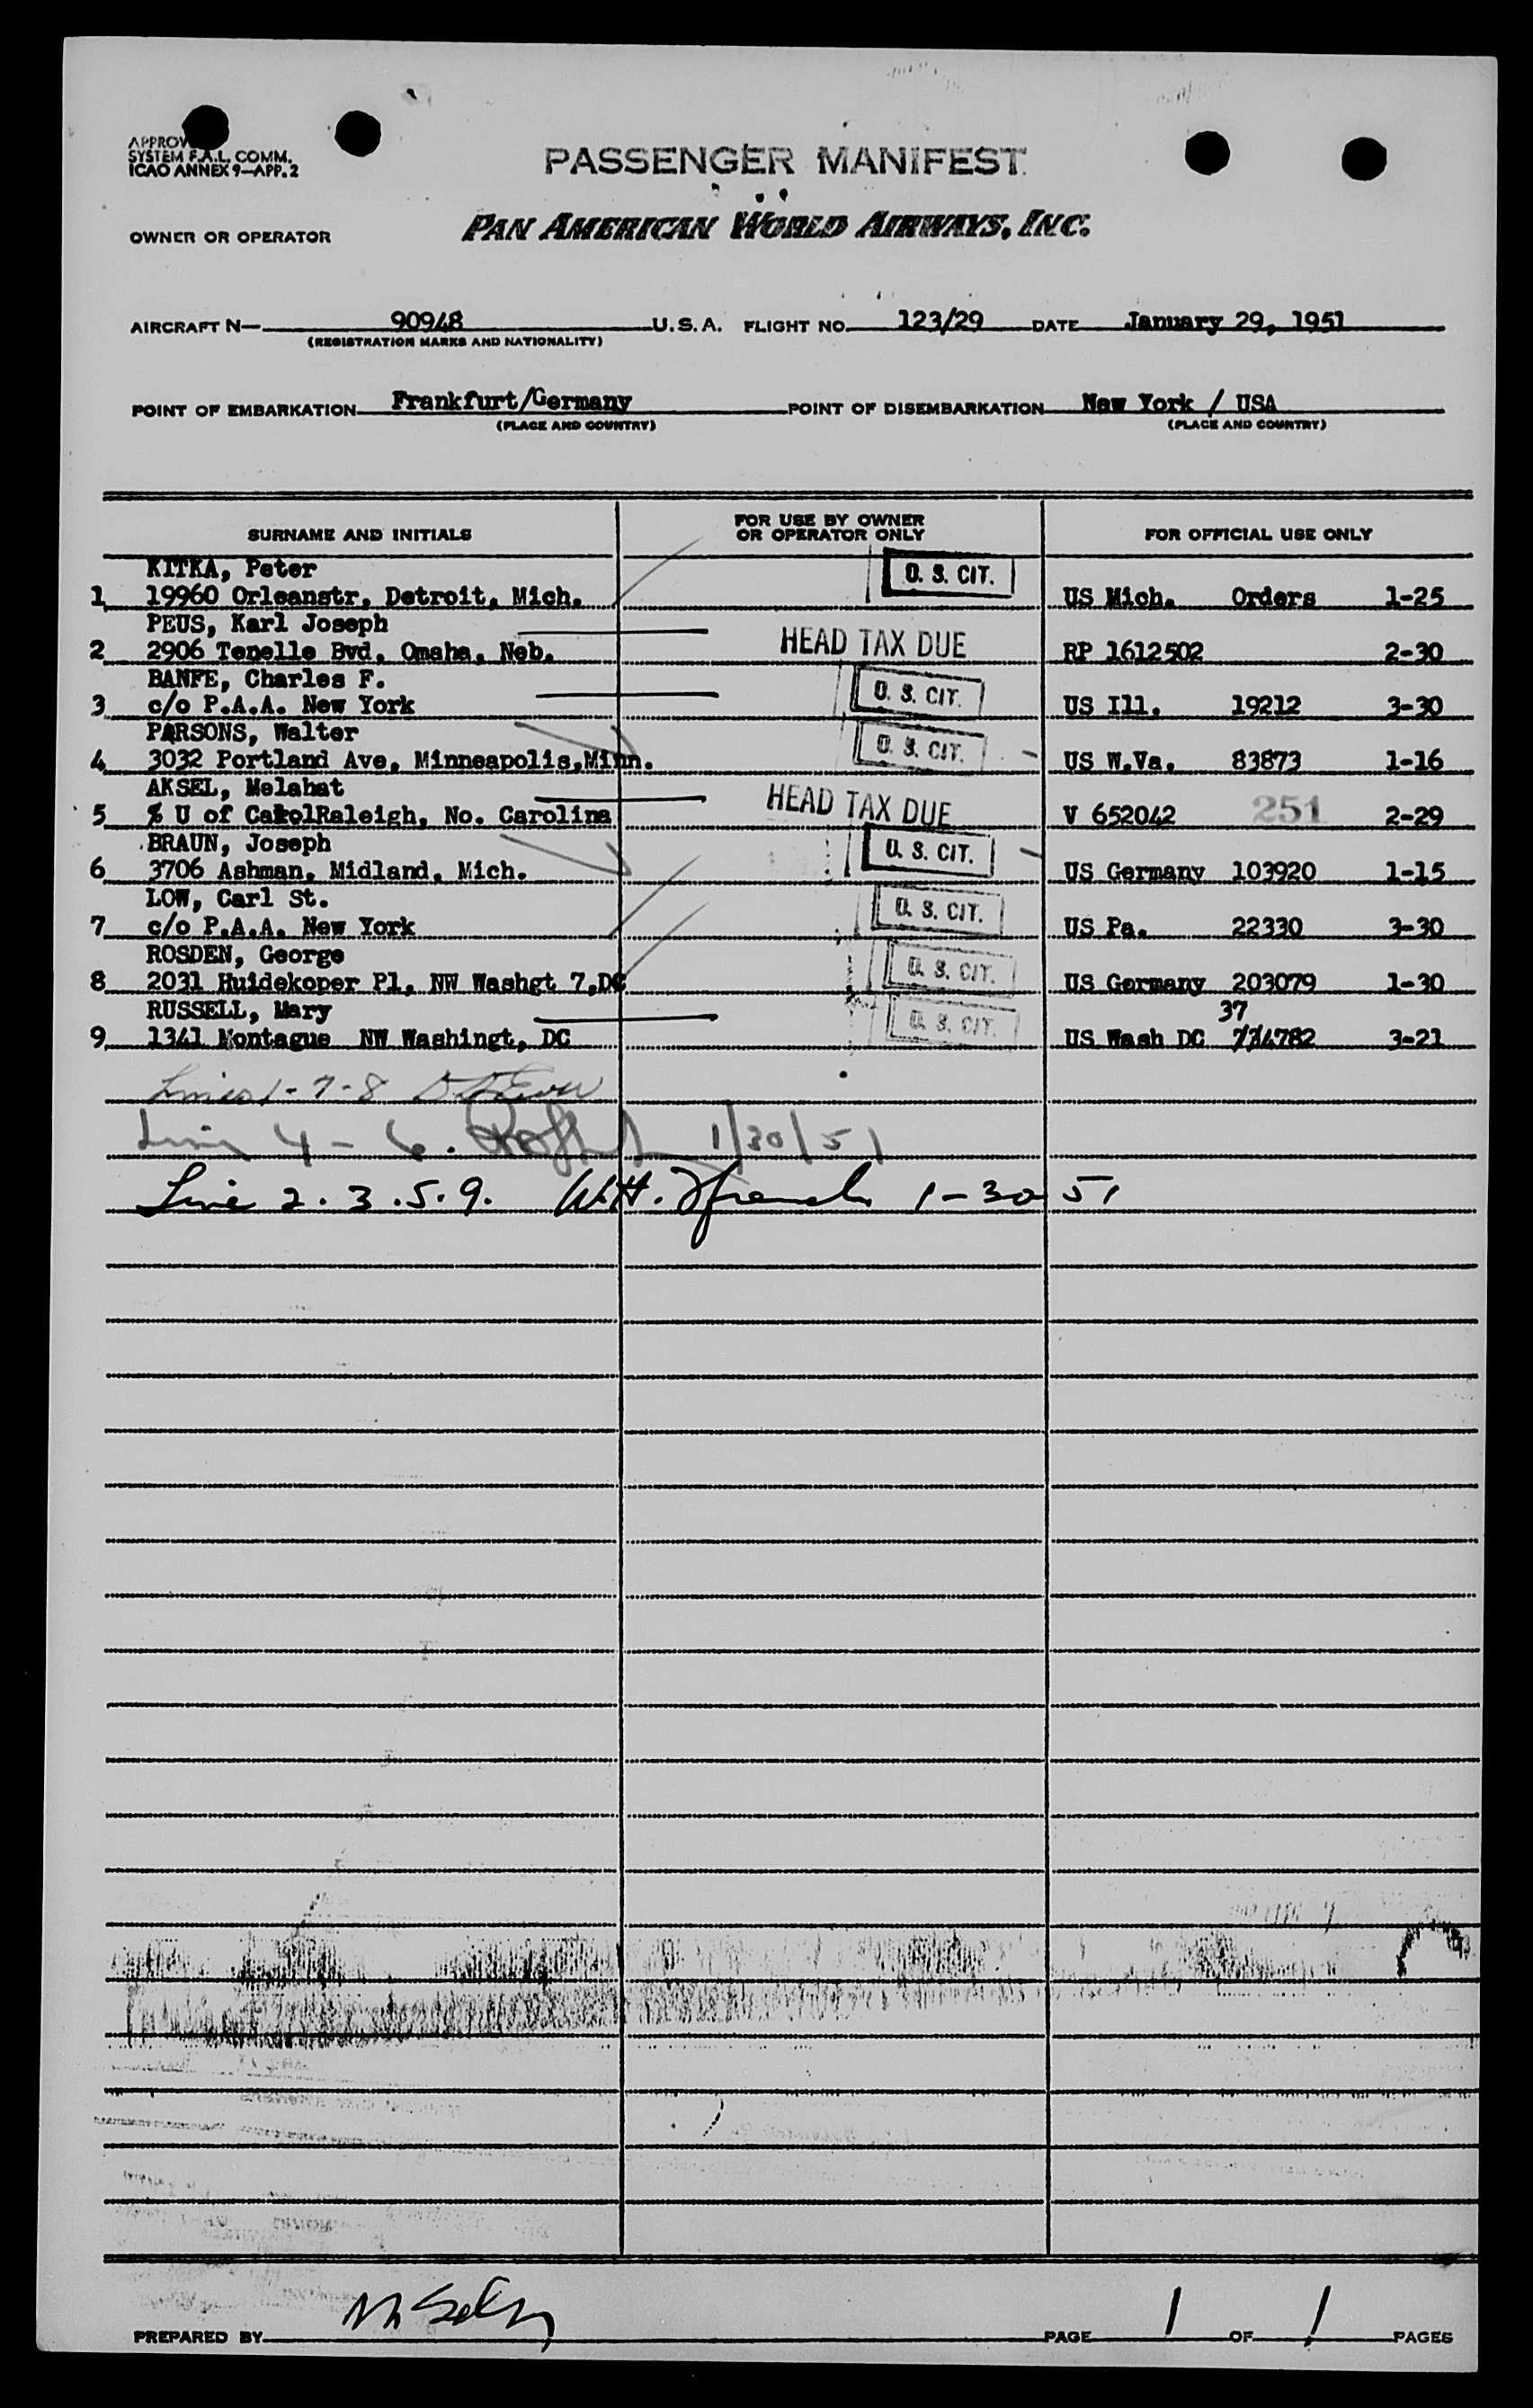 APPROV
SYSTEM F.A.L. COMM.
ICAO ANNEX 9—APP. 2
PASSENGER MANIFEST
OWNER OR OPERATOR PAN AMERICAN WORLD AIRWAYS, INC.
AIRCRAFT N— 90948 U.S.A. FLIGHT NO. 123/29 DATE January 29, 1951
(REGISTRATION MARKS AND NATIONALITY)
POINT OF EMBARKATION Frankfurt/Germany POINT OF DISEMBARKATION New York / USA
(PLACE AND COUNTRY) (PLACE AND COUNTRY)
SURNAME AND INITIALS FOR USE BY OWNER OR OPERATOR ONLY FOR OFFICIAL USE ONLY
KITKA, Peter U. S. CIT.
1 19960 Orleanstr, Detroit, Mich. US Mich. Orders 1-25
PEUS, Karl Joseph HEAD TAX DUE
2 2906 Tenelle Bvd, Omaha, Neb. RP 1612502 2-30
BANFE, Charles F. U. S. CIT.
3 c/o P.A.A. New York US Ill. 19212 3-30
PARSONS, Walter U. S. CIT.
4 3032 Portland Ave, Minneapolis,Minn. US W.Va. 83873 1-16
AKSEL, Melahat HEAD TAX DUE
5 % U of CarolRaleigh, No. Carolina V 652042 251 2-29
BRAUN, Joseph U. S. CIT.
6 3706 Ashman, Midland, Mich. US Germany 103920 1-15
LOW, Carl St. U. S. CIT.
7 c/o P.A.A. New York US Pa. 22330 3-30
ROSDEN, George U. S. CIT.
8 2031 Huidekoper Pl, NW Washgt 7,DC US Germany 203079 1-30
RUSSELL, Mary U. S. CIT. 37
9 1341 Montague NW Washingt, DC US Wash DC 774782 3-21
Lines 1-7-8
Line 4 - 6. 1/30/51
Line 2.3.5.9. W.H. 1-30 51
PREPARED BY PAGE 1 OF 1 PAGES